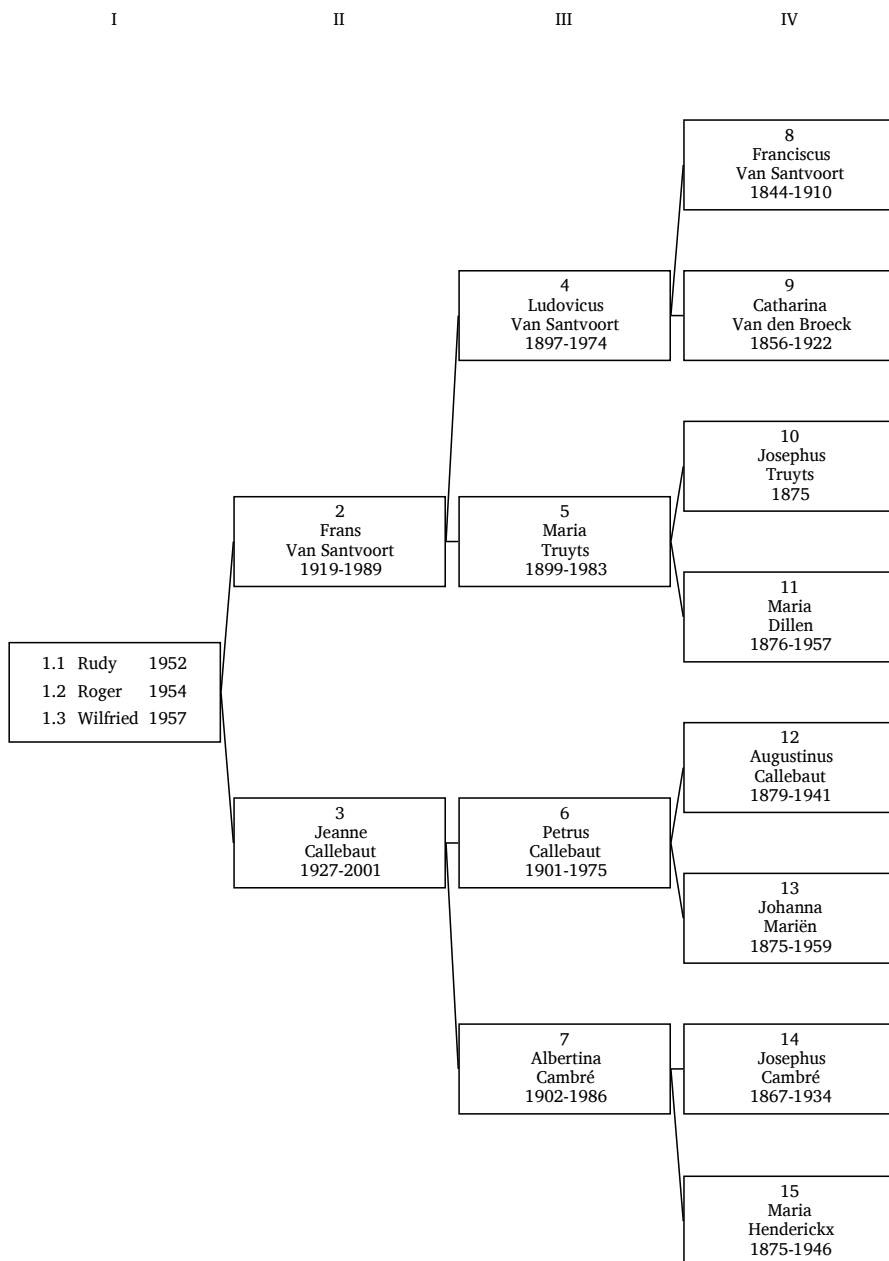 I II III IV
8
Franciscus
Van Santvoort
1844-1910
4
Ludovicus
Van Santvoort
1897-1974
9
Catharina
Van den Broeck
1856-1922
10
Josephus
Truyts
1875
2
Frans
Van Santvoort
1919-1989
5
Maria
Truyts
1899-1983
11
Maria
Dillen
1876-1957
1.1 Rudy 1952
1.2 Roger 1954
1.3 Wilfried 1957
12
Augustinus
Callebaut
1879-1941
3
Jeanne
Callebaut
1927-2001
6
Petrus
Callebaut
1901-1975
13
Johanna
Mariën
1875-1959
7
Albertina
Cambré
1902-1986
14
Josephus
Cambré
1867-1934
15
Maria
Henderickx
1875-1946